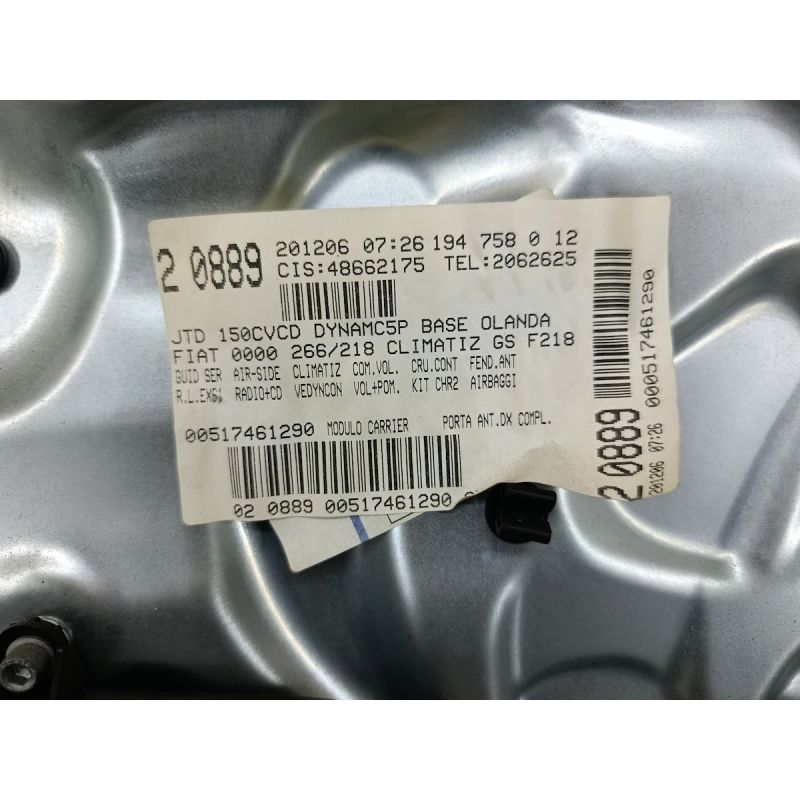 2 0889
201206 07:26 194 758 0 12
CIS:48662175 TEL:2062625
JTD 150CVCD DYNAMC5P BASE OLANDA
FIAT 0000 266/218 CLIMATIZ GS F218
GUID SER AIR-SIDE CLIMATIZ COM.VOL. CRU.CONT FEND.ANT
R.L.EX61 RADIO+CD VEDYNCON VOL+POM. KIT CHR2 AIRBAGGI
00517461290 MODULO CARRIER PORTA ANT.DX COMPL.
02 0889 00517461290
2 0889
201206 07:26
000517461290